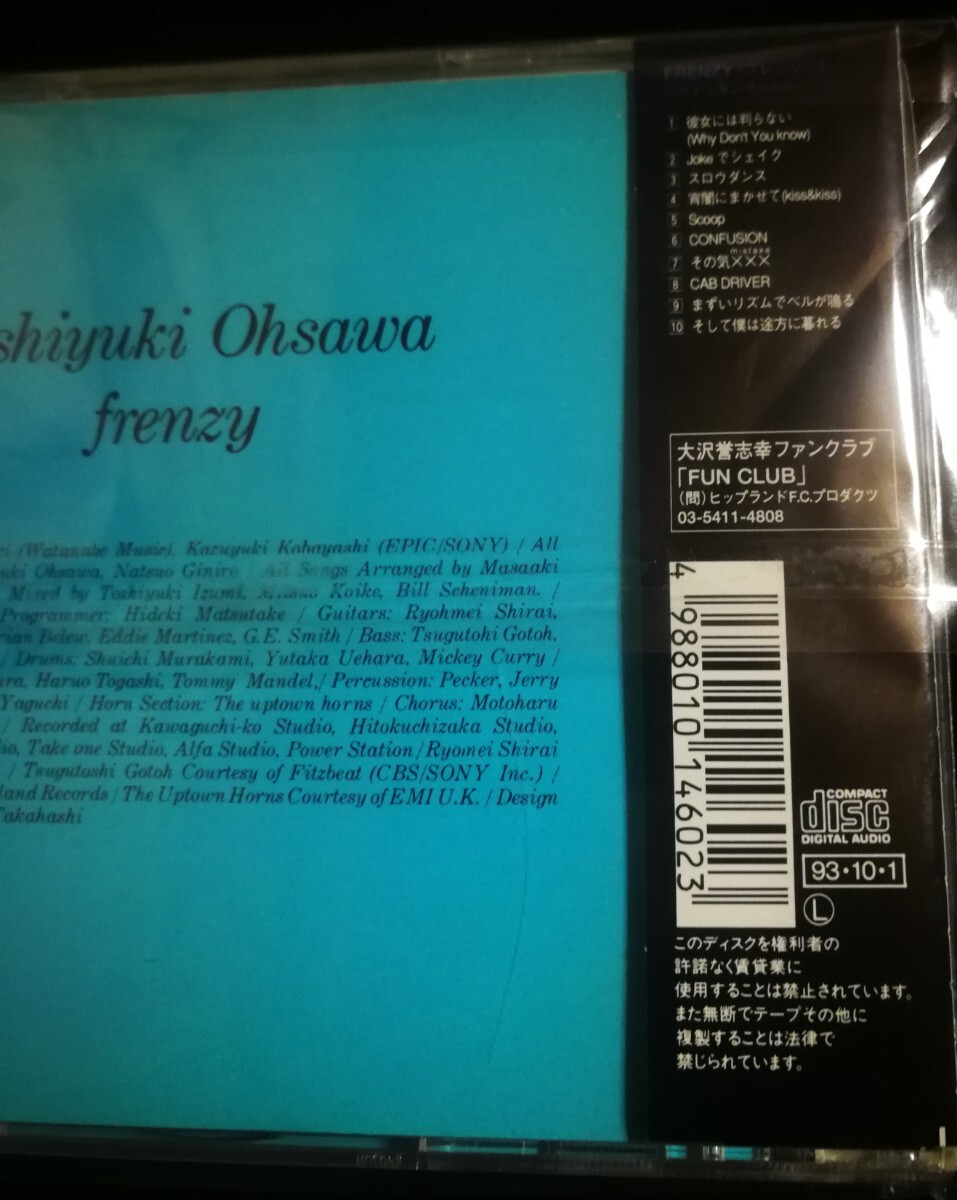 shiyuki Ohsawa
frenzy
(Watanabe Music), Kazuyuki Kobayashi (EPIC/SONY) / All
uki Ohsawa, Natsuo Giniro / All Songs Arranged by Masaaki
Mixed by Toshiyuki Izumi, Koike, Bill Scheniman. /
Programmer: Hideki Matsutake / Guitars: Ryohmei Shirai,
rian Belew, Eddie Martinez, G.E. Smith / Bass: Tsugutohi Gotoh,
/ Drums: Shuichi Murakami, Yutaka Uehara, Mickey Curry /
ura, Haruo Togashi, Tommy Mandel,/ Percussion: Pecker, Jerry
Yaguchi / Horn Section: The uptown horns / Chorus: Motoharu
/ Recorded at Kawaguchi-ko Studio, Hitokuchizaka Studio,
dio, Take one Studio, Alfa Studio, Power Station / Ryomei Shirai
/ Tsugutoshi Gotoh Courtesy of Fitzbeat (CBS/SONY Inc.) /
land Records / The Uptown Horns Courtesy of EMI U.K. / Design
Takahashi
FRENZY
1 彼女には判らない
(Why Don't You know)
2 Jokeでシェイク
3 スロウダンス
4 宵闇にまかせて(kiss&kiss)
5 Scoop
6 CONFUSION
mistake
7 その気×××
8 CAB DRIVER
9 まずいリズムでベルが鳴る
10 そして僕は途方に暮れる
大沢誉志幸ファンクラブ
「FUN CLUB」
(問)ヒップランドF.C.プロダクツ
03-5411-4808
4 988010 146023
COMPACT
disc
DIGITAL AUDIO
93・10・1
L
このディスクを権利者の
許諾なく賃貸業に
使用することは禁止されています。
また無断でテープその他に
複製することは法律で
禁じられています。